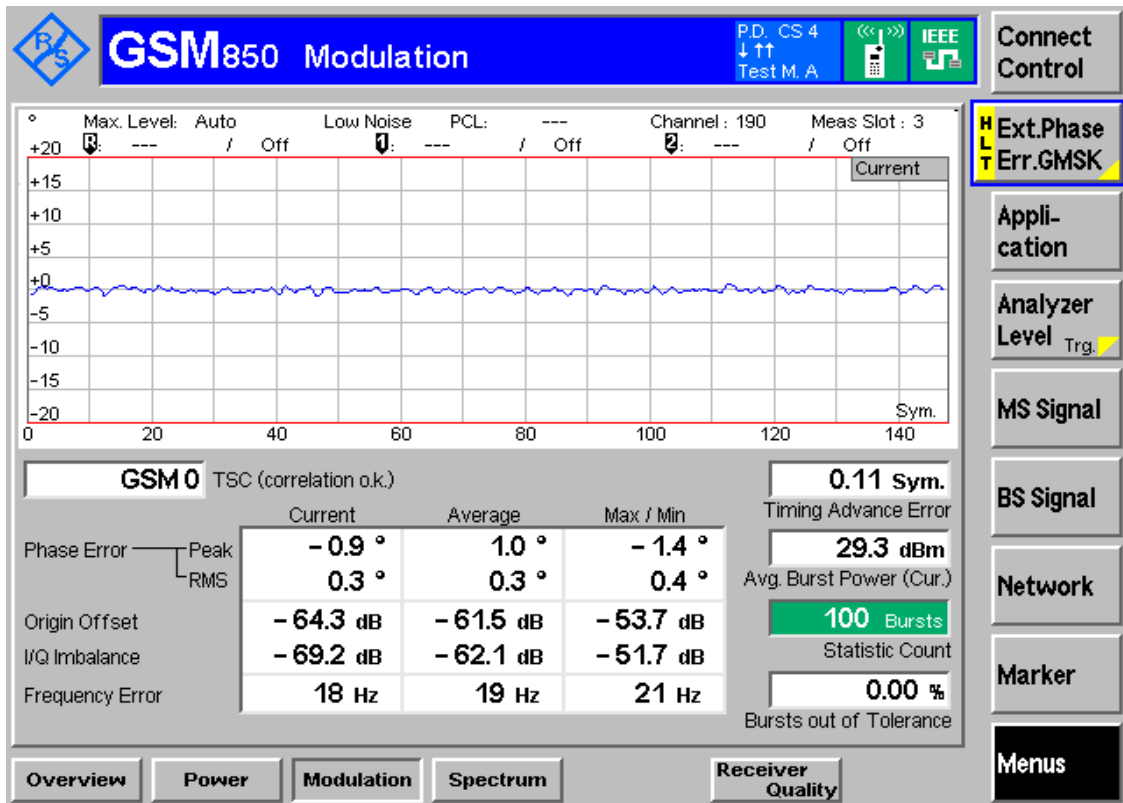 R/S GSM850 Modulation P.D. CS 4 IEEE
↓ ↑↑
Test M. A
Connect
Control
° Max. Level: Auto Low Noise PCL: --- Channel : 190 Meas Slot : 3
R: --- / Off 1: --- / Off 2: --- / Off
Current
+20
+15
+10
+5
+0
-5
-10
-15
-20
Sym.
0 20 40 60 80 100 120 140
HLT Ext.Phase
Err.GMSK
Appli-
cation
Analyzer
Level Trg.
MS Signal
BS Signal
Network
Marker
Menus
GSM 0 TSC (correlation o.k.)
Current Average Max / Min
Phase Error Peak - 0.9 ° 1.0 ° - 1.4 °
RMS 0.3 ° 0.3 ° 0.4 °
Origin Offset - 64.3 dB - 61.5 dB - 53.7 dB
I/Q Imbalance - 69.2 dB - 62.1 dB - 51.7 dB
Frequency Error 18 Hz 19 Hz 21 Hz
0.11 Sym.
Timing Advance Error
29.3 dBm
Avg. Burst Power (Cur.)
100 Bursts
Statistic Count
0.00 %
Bursts out of Tolerance
Overview Power Modulation Spectrum Receiver
Quality